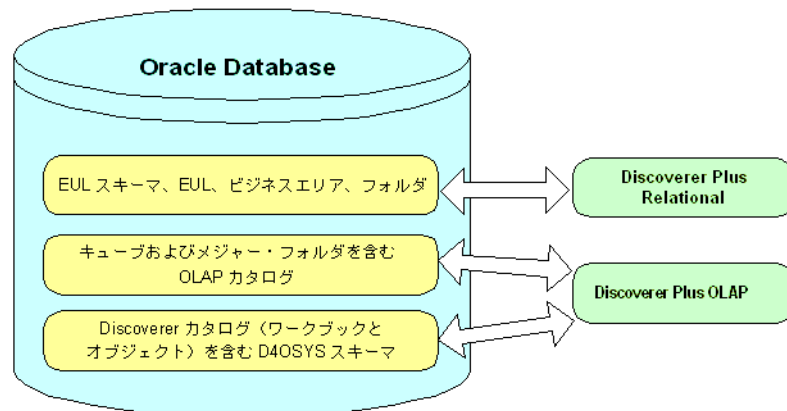 Oracle Database
EUL スキーマ、EUL、ビジネスエリア、フォルダ
Discoverer Plus
Relational
キューブおよびメジャー・フォルダを含む
OLAP カタログ
Discoverer Plus OLAP
Discoverer カタログ（ワークブックと
オブジェクト）を含む D4OSYS スキーマ